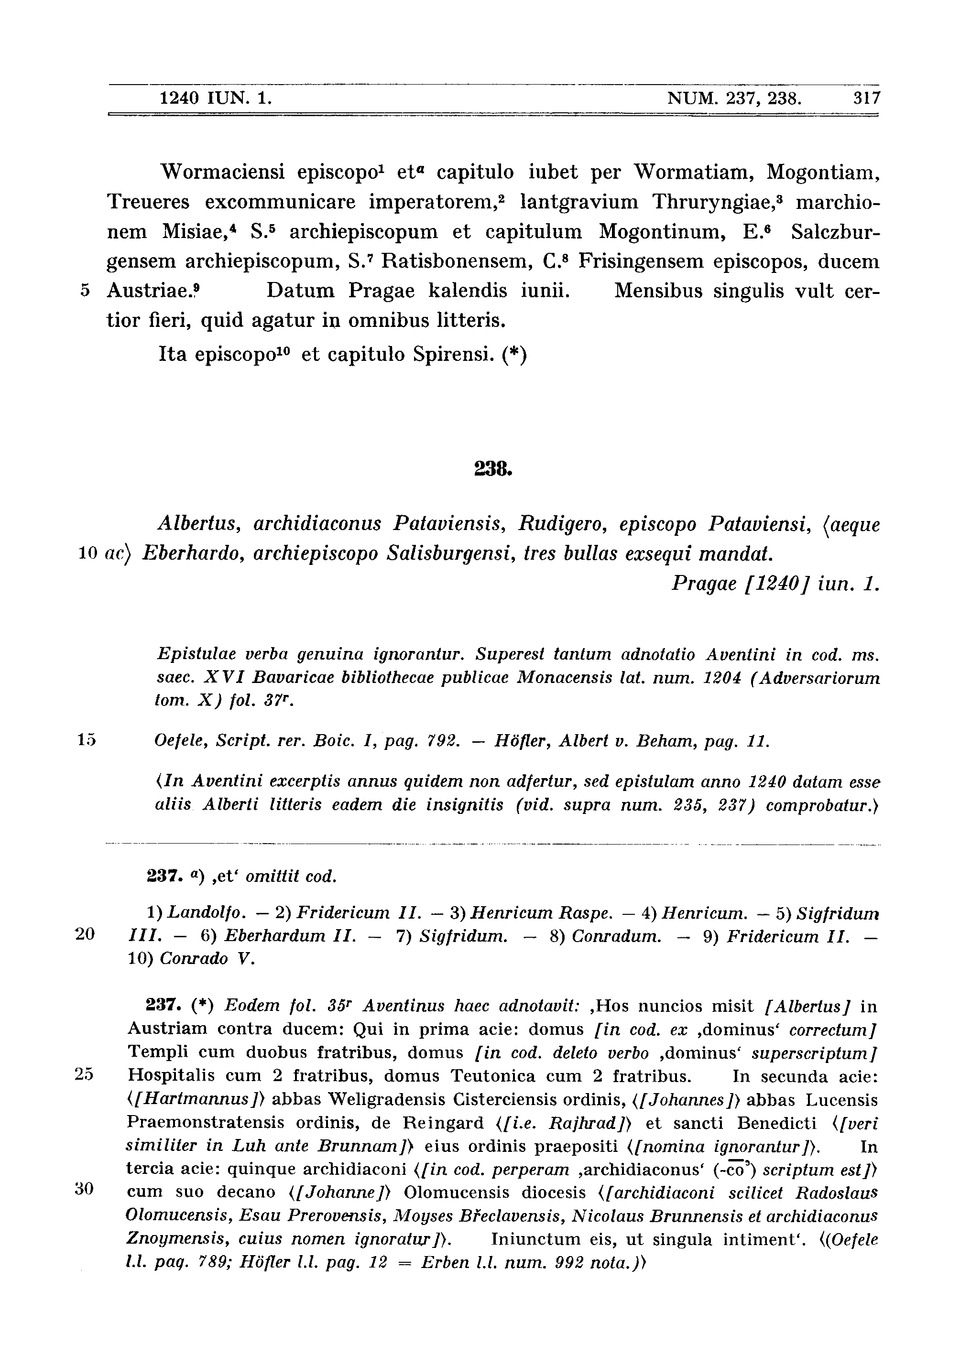 1240 IUN. 1. NUM. 237, 238. 317
Wormaciensi episcopo¹ etᵃ capitulo iubet per Wormatiam, Mogontiam,
Treueres excommunicare imperatorem,² lantgravium Thruryngiae,³ marchio-
nem Misiae,⁴ S.⁵ archiepiscopum et capitulum Mogontinum, E.⁶ Salczbur-
gensem archiepiscopum, S.⁷ Ratisbonensem, C.⁸ Frisingensem episcopos, ducem
5 Austriae.⁹ Datum Pragae kalendis iunii. Mensibus singulis vult cer-
tior fieri, quid agatur in omnibus litteris.
Ita episcopo¹⁰ et capitulo Spirensi. (*)
238.
Albertus, archidiaconus Pataviensis, Rudigero, episcopo Pataviensi, ⟨aeque
10 ac⟩ Eberhardo, archiepiscopo Salisburgensi, tres bullas exsequi mandat.
Pragae [1240] iun. 1.
Epistulae verba genuina ignorantur. Superest tantum adnotatio Aventini in cod. ms.
saec. XVI Bavaricae bibliothecae publicae Monacensis lat. num. 1204 (Adversariorum
tom. X) fol. 37ʳ.
15 Oefele, Script. rer. Boic. I, pag. 792. — Höfler, Albert v. Beham, pag. 11.
⟨In Aventini excerptis annus quidem non adfertur, sed epistulam anno 1240 datam esse
aliis Alberti litteris eadem die insignitis (vid. supra num. 235, 237) comprobatur.⟩
237. ᵃ) ‚et‘ omittit cod.
1) Landolfo. — 2) Fridericum II. — 3) Henricum Raspe. — 4) Henricum. — 5) Sigfridum
20 III. — 6) Eberhardum II. — 7) Sigfridum. — 8) Conradum. — 9) Fridericum II. —
10) Conrado V.
237. (*) Eodem fol. 35ʳ Aventinus haec adnotavit: ‚Hos nuncios misit [Albertus] in
Austriam contra ducem: Qui in prima acie: domus [in cod. ex ‚dominus‘ correctum]
Templi cum duobus fratribus, domus [in cod. deleto verbo ‚dominus‘ superscriptum]
25 Hospitalis cum 2 fratribus, domus Teutonica cum 2 fratribus. In secunda acie:
⟨[Hartmannus]⟩ abbas Weligradensis Cisterciensis ordinis, ⟨[Johannes]⟩ abbas Lucensis
Praemonstratensis ordinis, de Reingard ⟨[i.e. Rajhrad]⟩ et sancti Benedicti ⟨[veri
similiter in Luh ante Brunnam]⟩ eius ordinis praepositi ⟨[nomina ignorantur]⟩. In
tercia acie: quinque archidiaconi ⟨[in cod. perperam ‚archidiaconus‘ (-c̅o̅ʾ) scriptum est]⟩
30 cum suo decano ⟨[Johanne]⟩ Olomucensis diocesis ⟨[archidiaconi scilicet Radoslaus
Olomucensis, Esau Prerovensis, Moyses Břeclavensis, Nicolaus Brunnensis et archidiaconus
Znoymensis, cuius nomen ignoratur]⟩. Iniunctum eis, ut singula intiment‘. ⟨(Oefele
l.l. pag. 789; Höfler l.l. pag. 12 = Erben l.l. num. 992 nota.)⟩